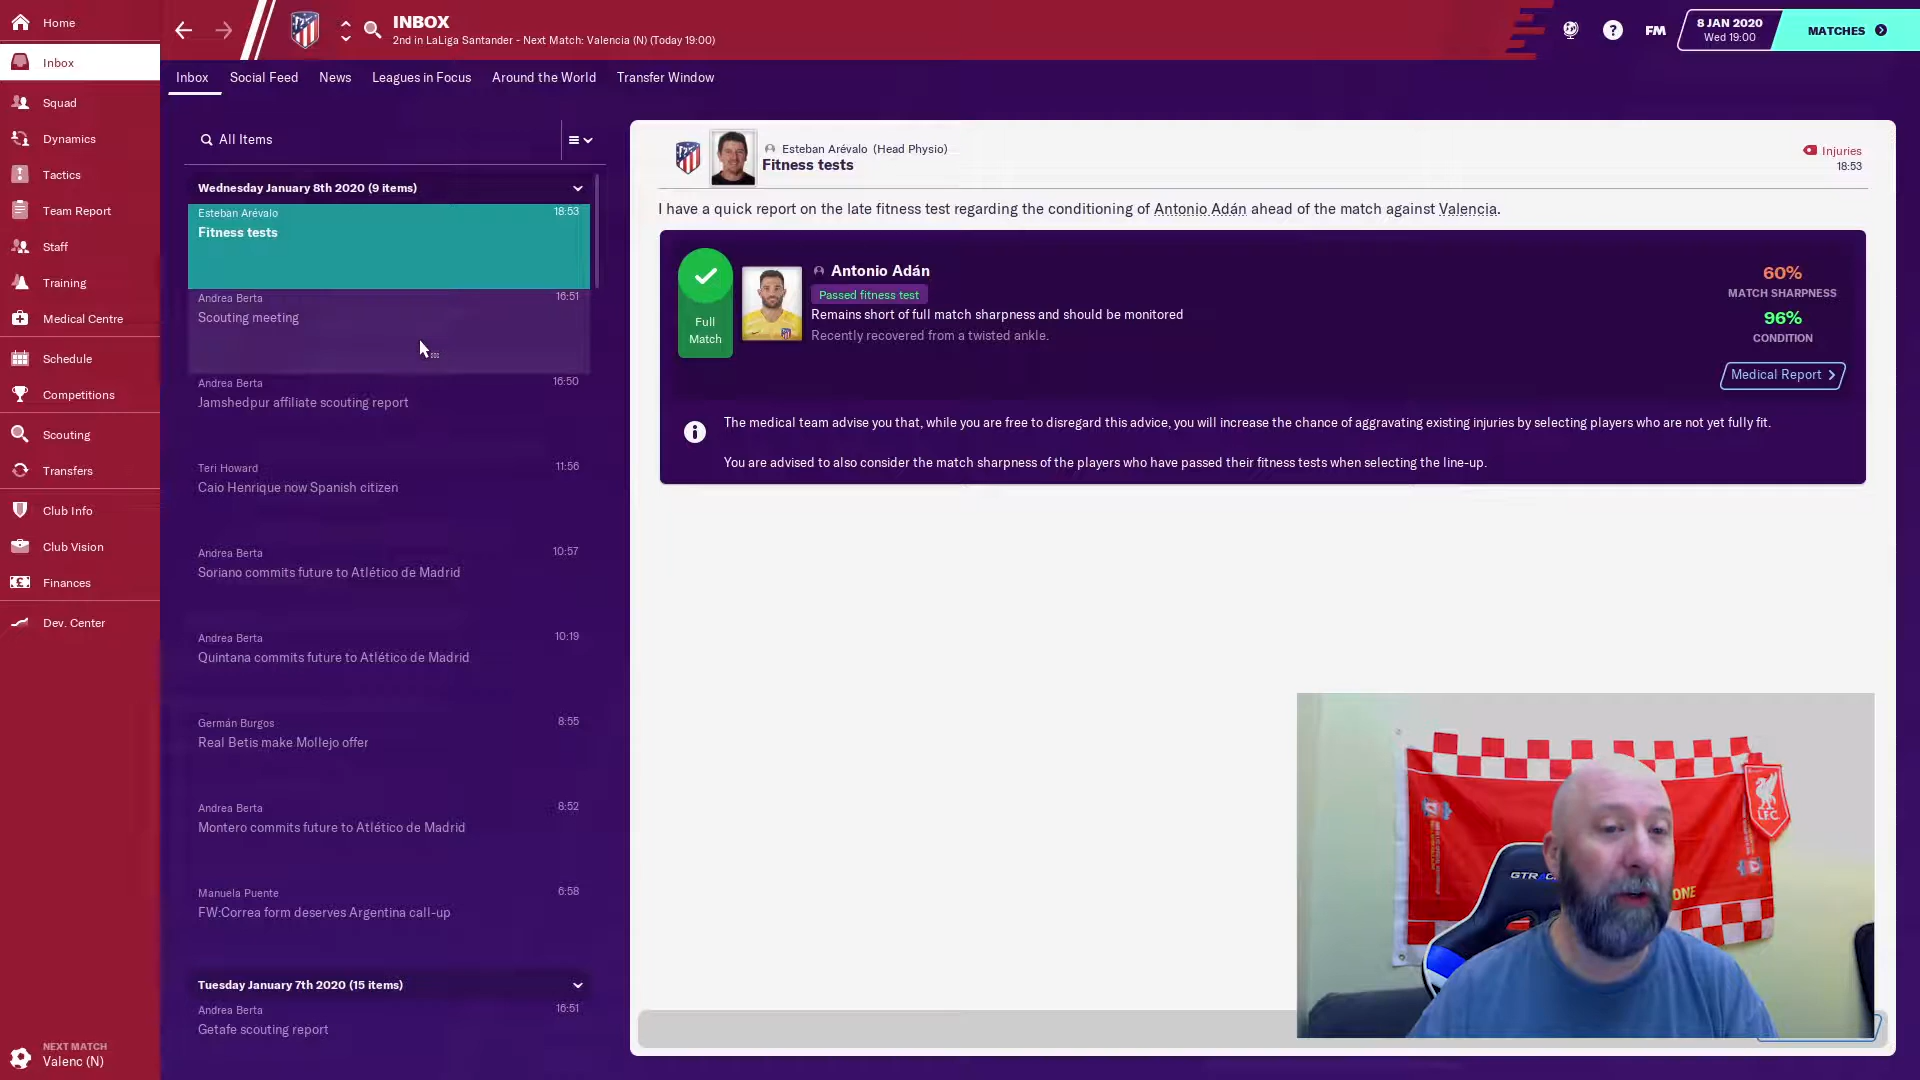 Home
Inbox
Squad
Dynamics
Tactics
Team Report
Staff
Training
Medical Centre
Schedule
Competitions
Scouting
Transfers
Club Info
Club Vision
Finances
Dev. Center
NEXT MATCH
Valenc (N)
INBOX
2nd in LaLiga Santander - Next Match: Valencia (N) (Today 19:00)
?
FM
8 JAN 2020
Wed 19:00
MATCHES
Inbox Social Feed News Leagues in Focus Around the World Transfer Window
All Items
Wednesday January 8th 2020 (9 items)
Esteban Arévalo 18:53
Fitness tests
Andrea Berta 16:51
Scouting meeting
Andrea Berta 16:50
Jamshedpur affiliate scouting report
Teri Howard 11:56
Caio Henrique now Spanish citizen
Andrea Berta 10:57
Soriano commits future to Atlético de Madrid
Andrea Berta 10:19
Quintana commits future to Atlético de Madrid
Germán Burgos 8:55
Real Betis make Mollejo offer
Andrea Berta 8:52
Montero commits future to Atlético de Madrid
Manuela Puente 6:58
FW:Correa form deserves Argentina call-up
Tuesday January 7th 2020 (15 items)
Andrea Berta 16:51
Getafe scouting report
Esteban Arévalo (Head Physio)
Fitness tests
Injuries
18:53
I have a quick report on the late fitness test regarding the conditioning of Antonio Adán ahead of the match against Valencia.
Full
Match
Antonio Adán
Passed fitness test
Remains short of full match sharpness and should be monitored
Recently recovered from a twisted ankle.
60%
MATCH SHARPNESS
96%
CONDITION
Medical Report
The medical team advise you that, while you are free to disregard this advice, you will increase the chance of aggravating existing injuries by selecting players who are not yet fully fit.
You are advised to also consider the match sharpness of the players who have passed their fitness tests when selecting the line-up.
L.F.C.
ONE